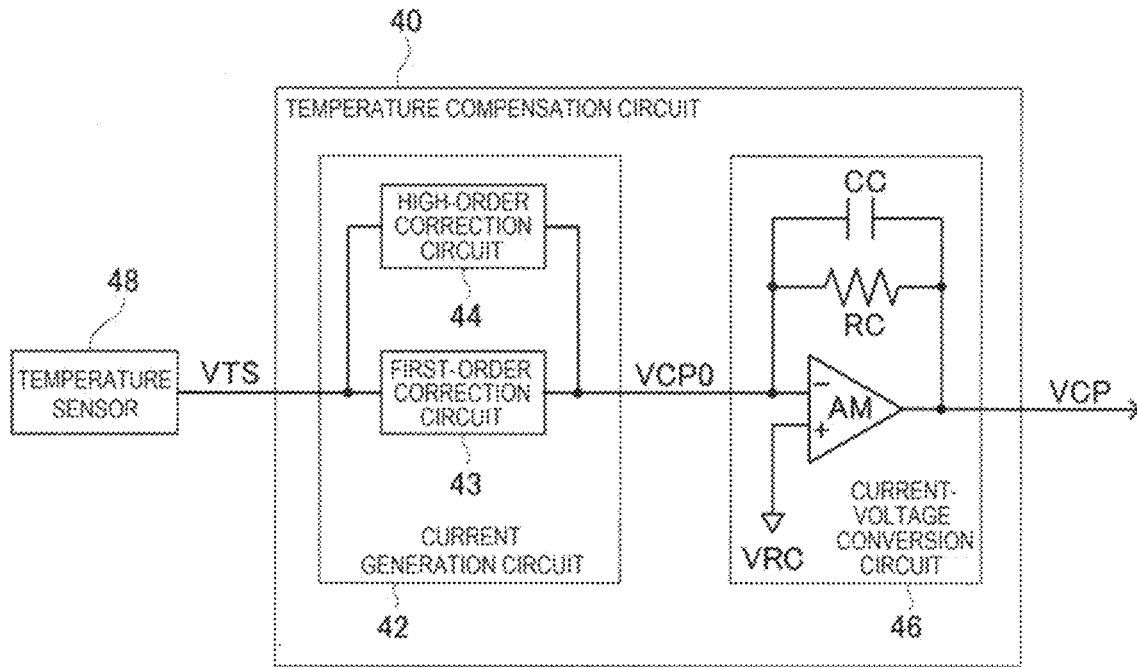 40
TEMPERATURE COMPENSATION CIRCUIT
HIGH-ORDER
CORRECTION
CIRCUIT
44
CC
RC
48
TEMPERATURE
SENSOR
VTS
FIRST-ORDER
CORRECTION
CIRCUIT
43
VCP0
−
AM
+
VCP
VRC
CURRENT
GENERATION CIRCUIT
42
CURRENT-
VOLTAGE
CONVERSION
CIRCUIT
46